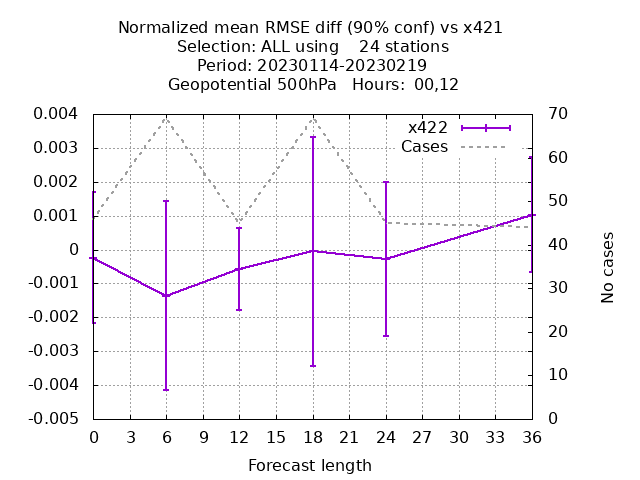 Normalized mean RMSE diff (90% conf) vs x421
Selection: ALL using    24 stations
Period: 20230114-20230219
Geopotential 500hPa   Hours:  00,12
x422
Cases
0.004
0.003
0.002
0.001
0
-0.001
-0.002
-0.003
-0.004
-0.005
70
60
50
40
30
20
10
0
No cases
0 3 6 9 12 15 18 21 24 27 30 33 36
Forecast length